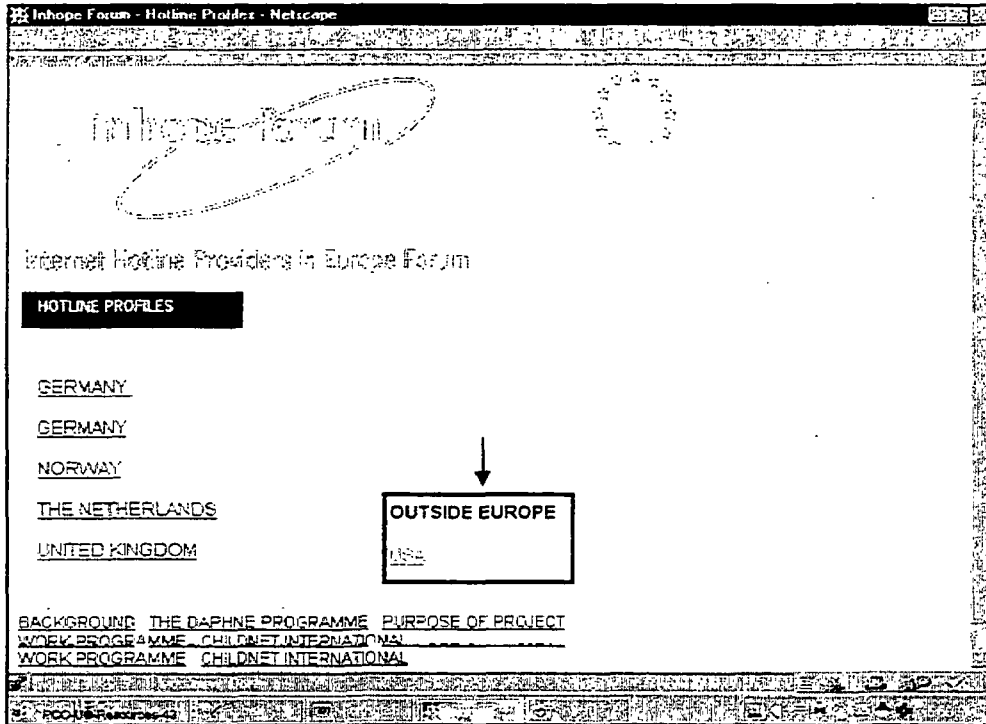 Inhope Forum - Hotline Profiles - Netscape
inhope forum
Internet Hotline Providers in Europe Forum
HOTLINE PROFILES
GERMANY
GERMANY
NORWAY
THE NETHERLANDS
UNITED KINGDOM
OUTSIDE EUROPE
USA
BACKGROUND THE DAPHNE PROGRAMME PURPOSE OF PROJECT
WORK PROGRAMME CHILDNET INTERNATIONAL
WORK PROGRAMME CHILDNET INTERNATIONAL